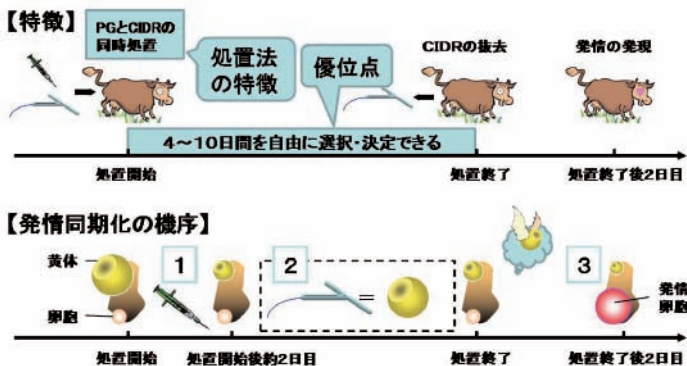 【特徴】
PGとCIDRの
同時処置
処置法
の特徴
優位点
CIDRの抜去
発情の発現
4〜10日間を自由に選択・決定できる
処置開始
処置終了
処置終了後2日目
【発情同期化の機序】
黄体
卵胞
1
2
=
3
発情
卵胞
処置開始
処置開始後約2日目
処置終了
処置終了後2日目